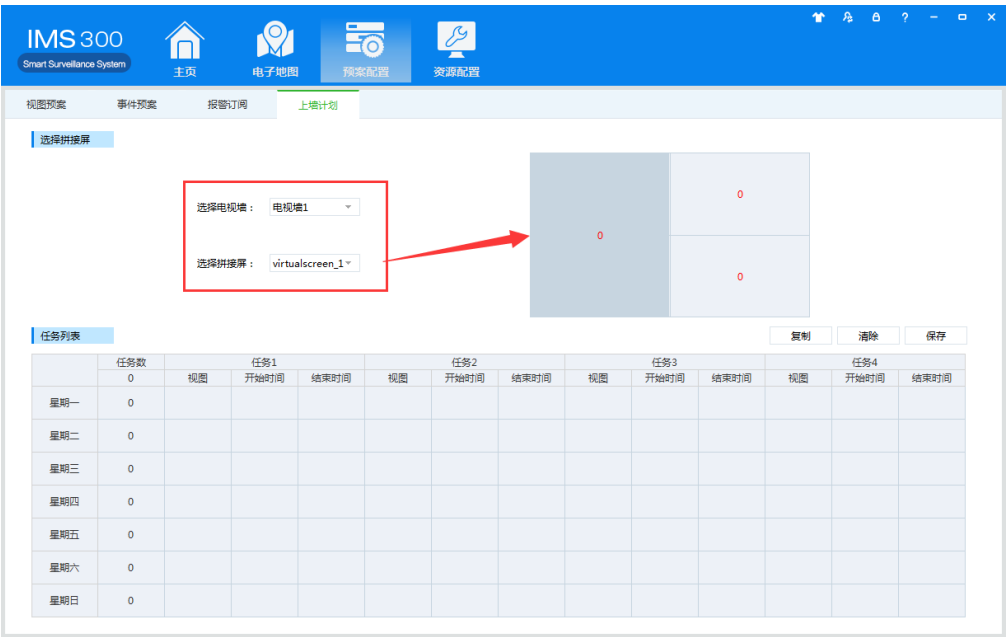 IMS 300
Smart Surveillance System
主页
电子地图
预案配置
资源配置
?
视图预案 事件预案 报警订阅 上墙计划
选择拼接屏
选择电视墙： 电视墙1
选择拼接屏： virtualscreen_1
0
0
0
任务列表 复制 清除 保存
任务数 任务1 任务2 任务3 任务4
0 视图 开始时间 结束时间 视图 开始时间 结束时间 视图 开始时间 结束时间 视图 开始时间 结束时间
星期一 0
星期二 0
星期三 0
星期四 0
星期五 0
星期六 0
星期日 0